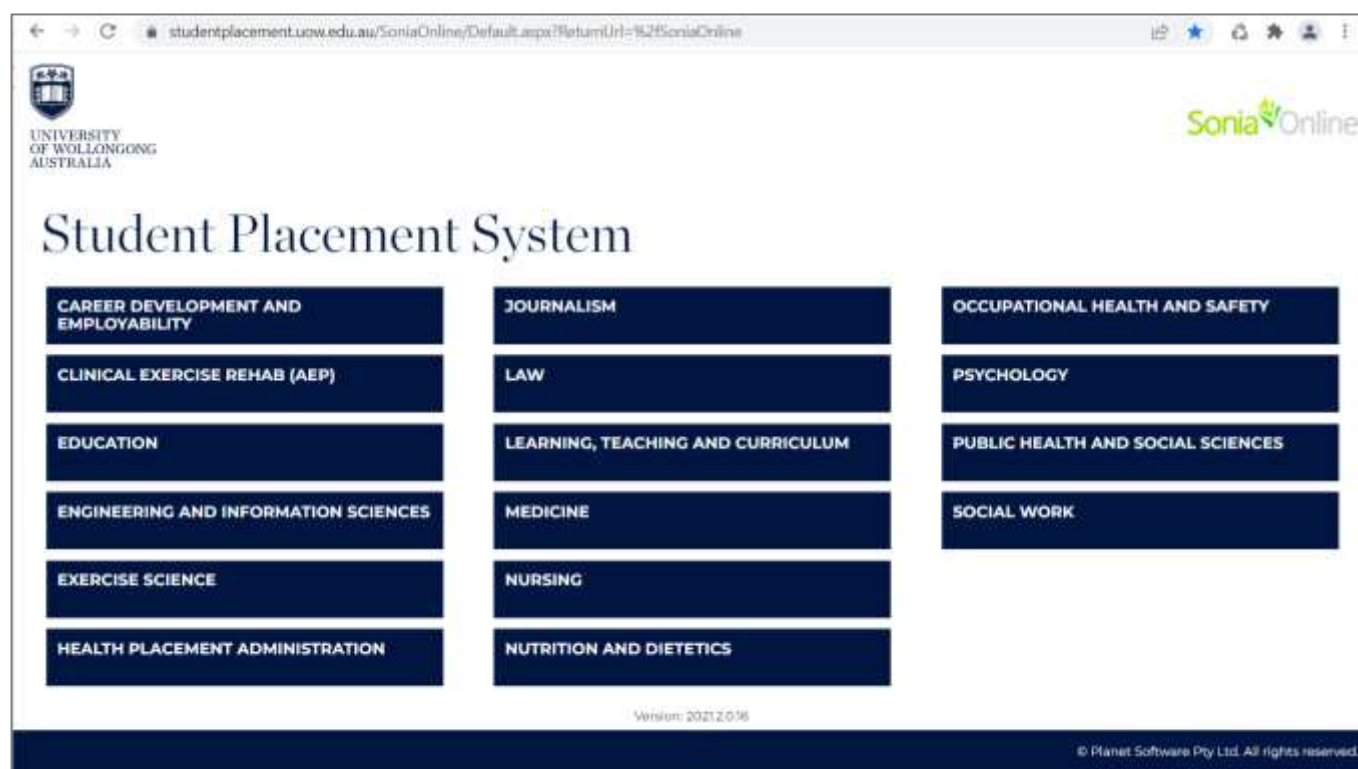 studentplacement.uow.edu.au/SoniaOnline/Default.aspx?ReturnUrl=%2fSoniaOnline
UNIVERSITY
OF WOLLONGONG
AUSTRALIA
Sonia Online
Student Placement System
CAREER DEVELOPMENT AND
EMPLOYABILITY
CLINICAL EXERCISE REHAB (AEP)
EDUCATION
ENGINEERING AND INFORMATION SCIENCES
EXERCISE SCIENCE
HEALTH PLACEMENT ADMINISTRATION
JOURNALISM
LAW
LEARNING, TEACHING AND CURRICULUM
MEDICINE
NURSING
NUTRITION AND DIETETICS
OCCUPATIONAL HEALTH AND SAFETY
PSYCHOLOGY
PUBLIC HEALTH AND SOCIAL SCIENCES
SOCIAL WORK
Version: 2021.2.0.16
© Planet Software Pty Ltd. All rights reserved.